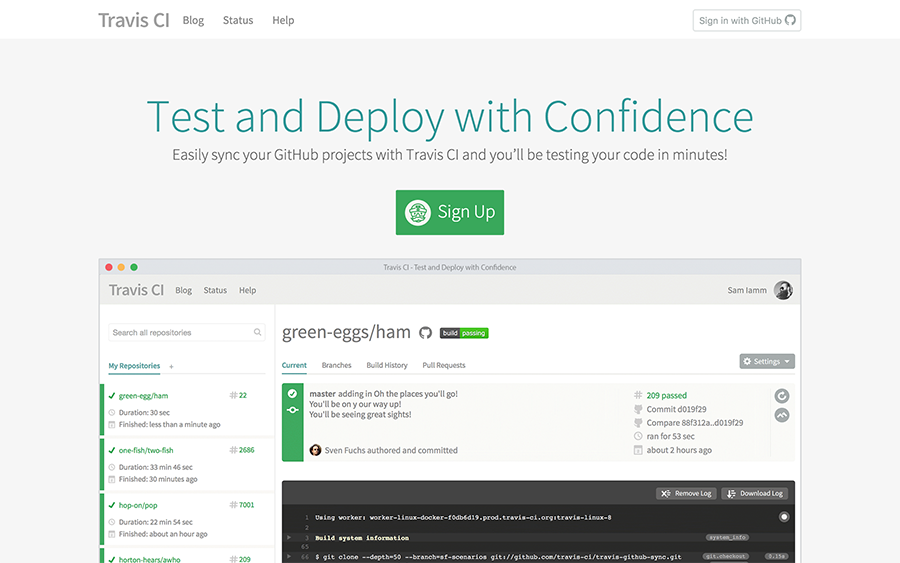 Travis CI Blog Status Help Sign in with GitHub
Test and Deploy with Confidence
Easily sync your GitHub projects with Travis CI and you'll be testing your code in minutes!
Sign Up
Travis CI - Test and Deploy with Confidence
Travis CI Blog Status Help Sam Iamm
Search all repositories
My Repositories +
green-egg/ham # 22
Duration: 30 sec
Finished: less than a minute ago
one-fish/two-fish # 2686
Duration: 33 min 46 sec
Finished: 30 minutes ago
hop-on/pop # 7001
Duration: 22 min 54 sec
Finished: about an hour ago
horton-hears/awho # 209
green-eggs/ham build passing
Current Branches Build History Pull Requests Settings
master adding in Oh the places you'll go!
You'll be on y our way up!
You'll be seeing great sights!
Sven Fuchs authored and committed
# 209 passed
Commit d019f29
Compare 88f312a..d019f29
ran for 53 sec
about 2 hours ago
Remove Log Download Log
1 Using worker: worker-linux-docker-f0db6d19.prod.travis-ci.org:travis-linux-8
2
3 Build system information system_info
65
66 $ git clone --depth=50 --branch=sf-scenarios git://github.com/travis-ci/travis-github-sync.git git.checkout 0.15s